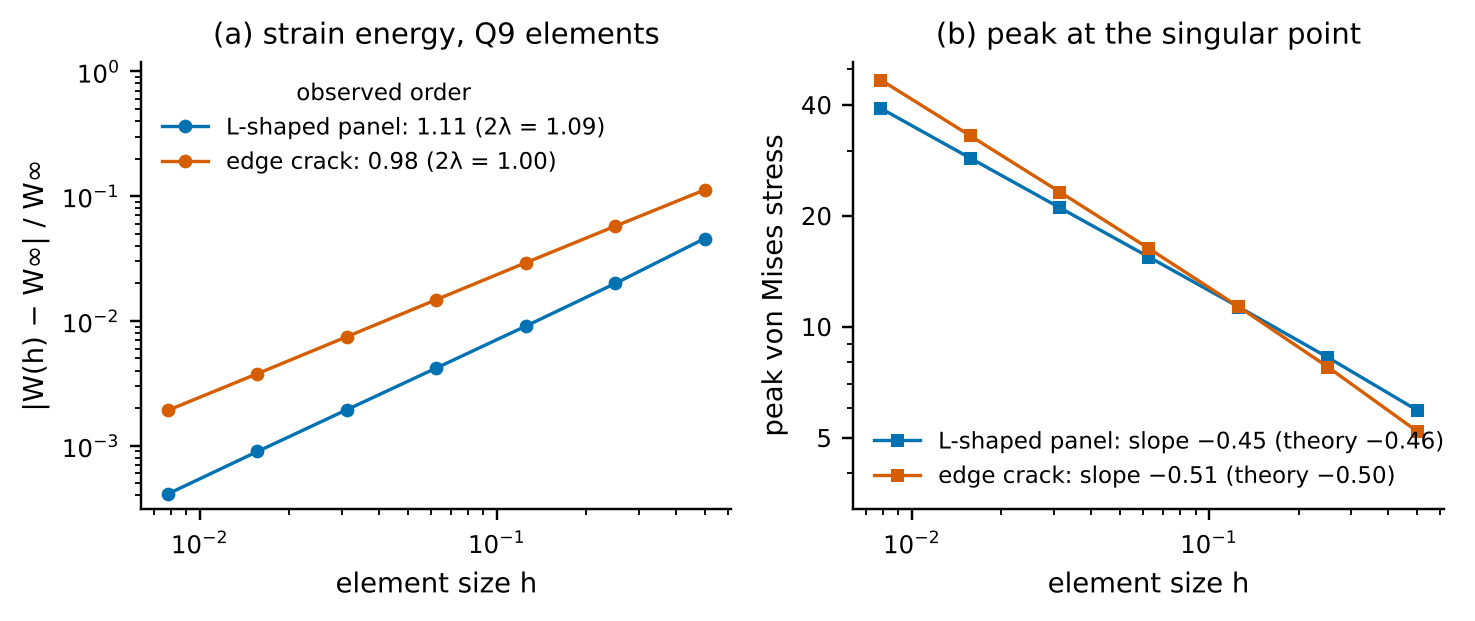 (a) strain energy, Q9 elements
|W(h) − W∞| / W∞
10⁰
10⁻¹
10⁻²
10⁻³
observed order
L-shaped panel: 1.11 (2λ = 1.09)
edge crack: 0.98 (2λ = 1.00)
10⁻²
10⁻¹
element size h
(b) peak at the singular point
peak von Mises stress
40
20
10
5
L-shaped panel: slope −0.45 (theory −0.46)
edge crack: slope −0.51 (theory −0.50)
10⁻²
10⁻¹
element size h